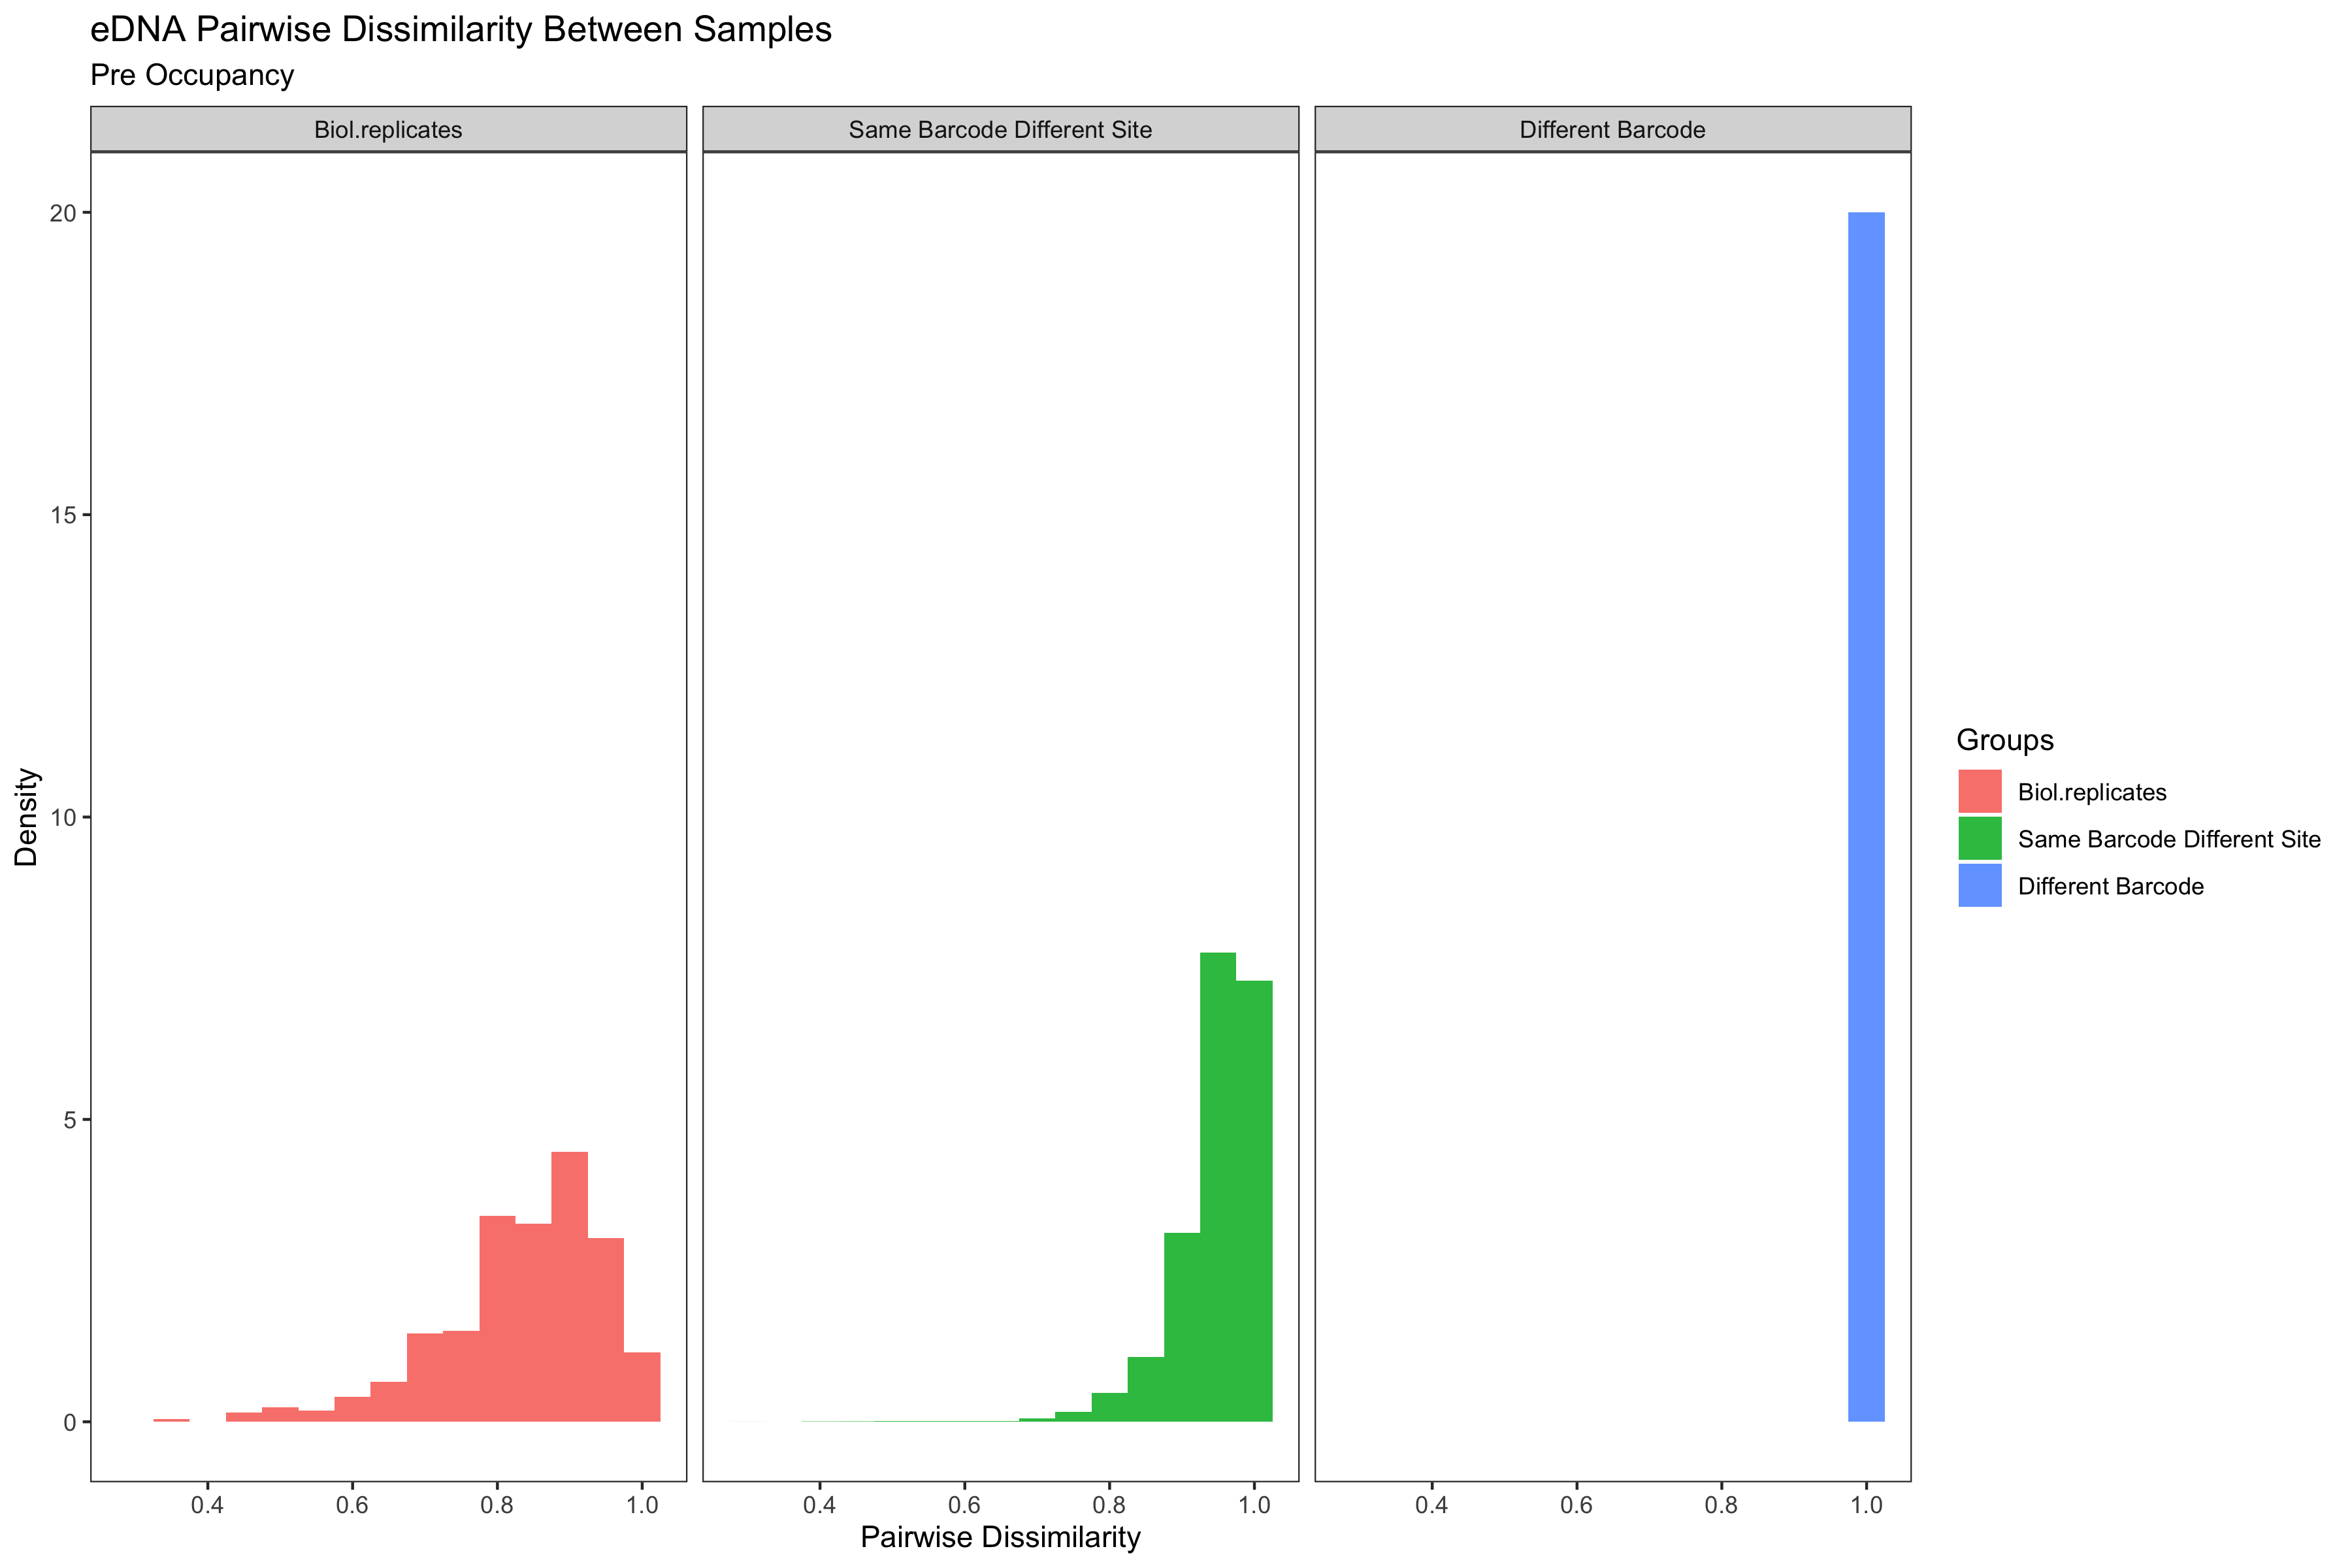 eDNA Pairwise Dissimilarity Between Samples
Pre Occupancy
Biol.replicates
Same Barcode Different Site
Different Barcode
20
15
10
5
0
Density
0.4 0.6 0.8 1.0
0.4 0.6 0.8 1.0
0.4 0.6 0.8 1.0
Pairwise Dissimilarity
Groups
Biol.replicates
Same Barcode Different Site
Different Barcode